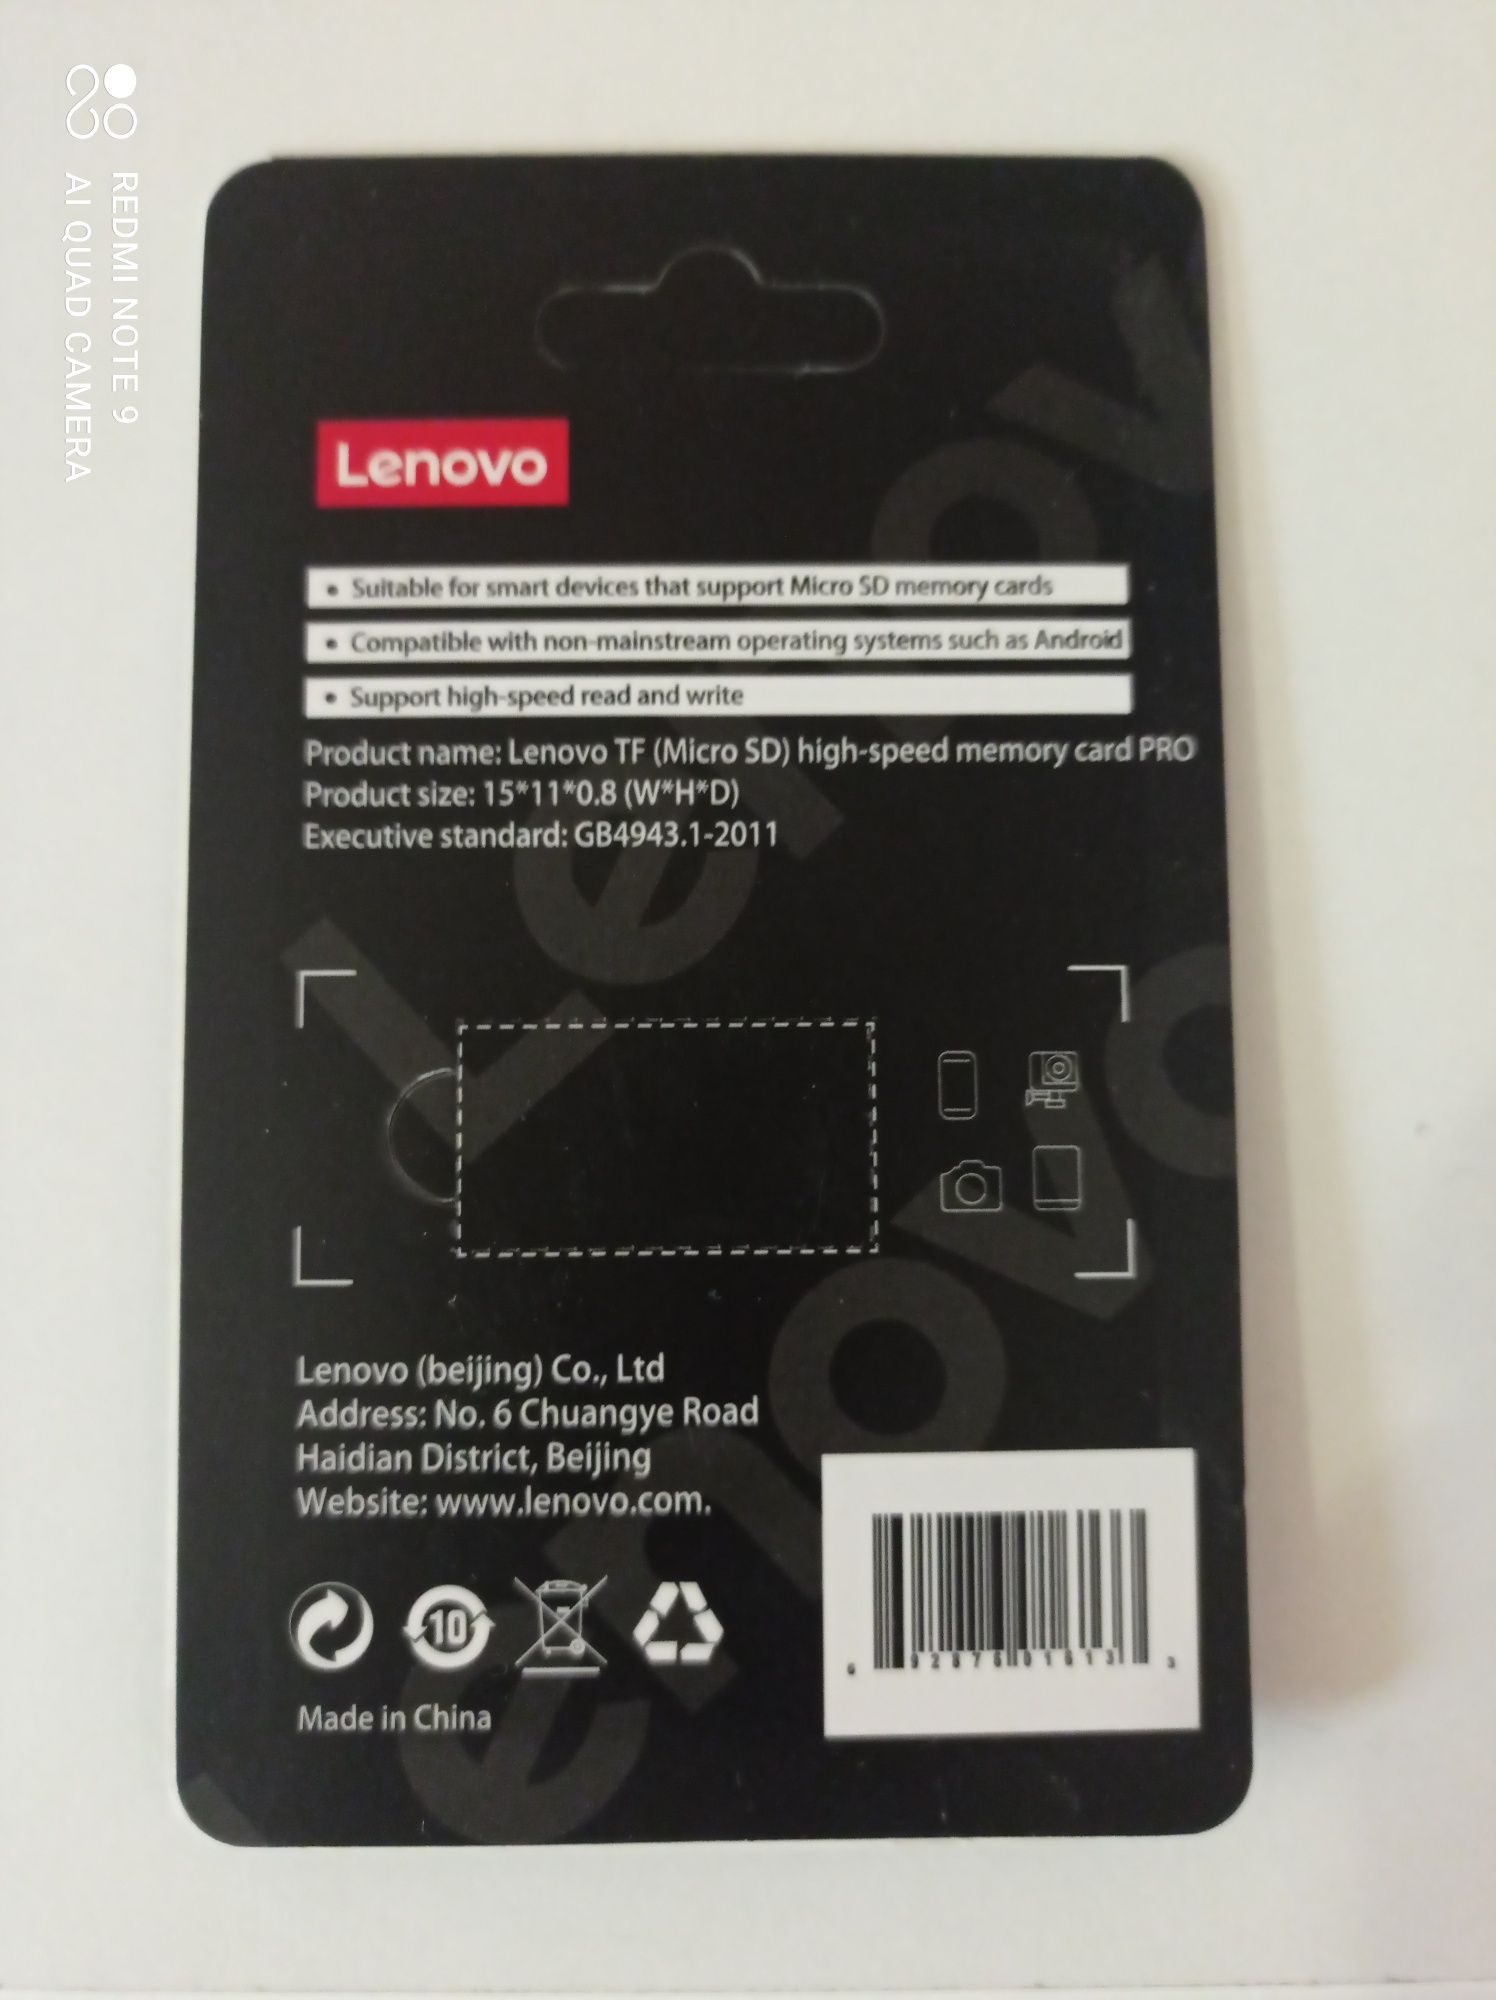 REDMI NOTE 9
AI QUAD CAMERA
Lenovo
• Suitable for smart devices that support Micro SD memory cards
• Compatible with non-mainstream operating systems such as Android
• Support high-speed read and write
Product name: Lenovo TF (Micro SD) high-speed memory card PRO
Product size: 15*11*0.8 (W*H*D)
Executive standard: GB4943.1-2011
Lenovo (beijing) Co., Ltd
Address: No. 6 Chuangye Road
Haidian District, Beijing
Website: www.lenovo.com.
10
Made in China
Lenovo
enovo